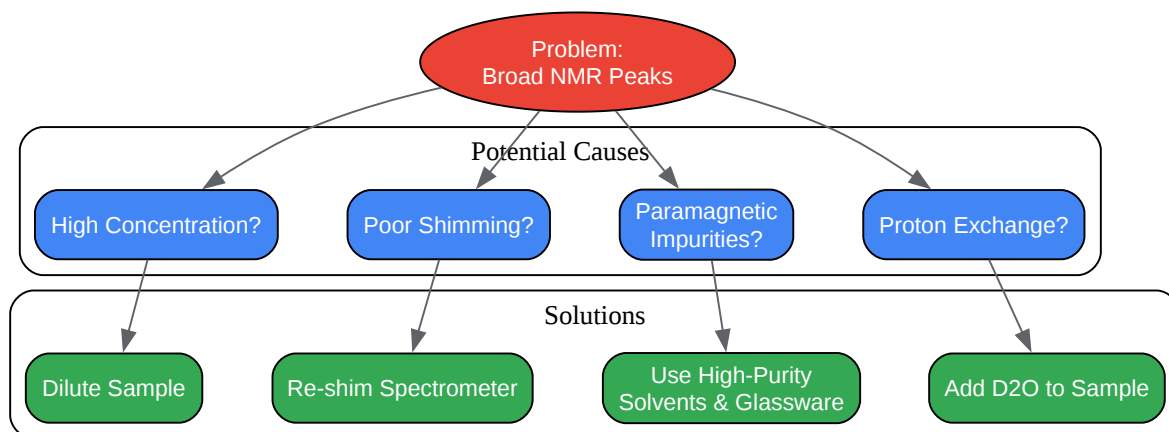 Problem:
Broad NMR Peaks
Potential Causes
High Concentration?
Poor Shimming?
Paramagnetic
Impurities?
Proton Exchange?
Solutions
Dilute Sample
Re-shim Spectrometer
Use High-Purity
Solvents & Glassware
Add D2O to Sample